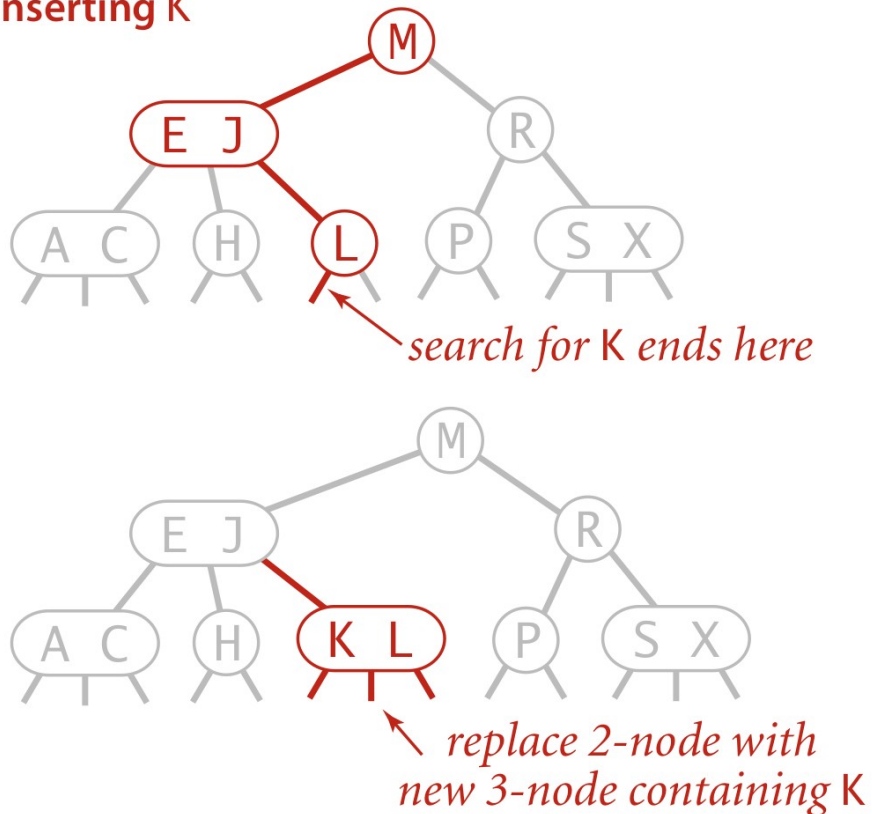 nserting K
M
E J
R
A C
H
L
P
S X
search for K ends here
M
E J
R
A C
H
K L
P
S X
replace 2-node with
new 3-node containing K